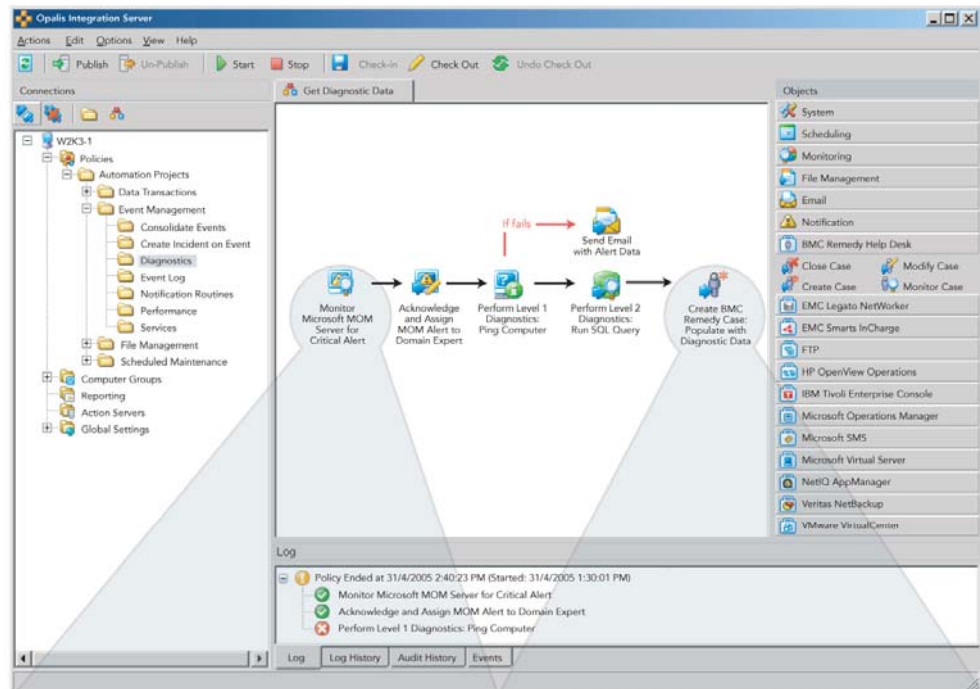 Opalis Integration Server
Actions Edit Options View Help
Publish Un-Publish Start Stop Check-in Check Out Undo Check Out
Connections
W2K3-1
Policies
Automation Projects
Data Transactions
Event Management
Consolidate Events
Create Incident on Event
Diagnostics
Event Log
Notification Routines
Performance
Services
File Management
Scheduled Maintenance
Computer Groups
Reporting
Action Servers
Global Settings
Get Diagnostic Data
If fails
Send Email
with Alert Data
Monitor
Microsoft MOM
Server for
Critical Alert
Acknowledge
and Assign
MOM Alert to
Domain Expert
Perform Level 1
Diagnostics:
Ping Computer
Perform Level 2
Diagnostics:
Run SQL Query
Create BMC
Remedy Case:
Populate with
Diagnostic Data
Objects
System
Scheduling
Monitoring
File Management
Email
Notification
BMC Remedy Help Desk
Close Case Modify Case
Create Case Monitor Case
EMC Legato NetWorker
EMC Smarts InCharge
FTP
HP OpenView Operations
IBM Tivoli Enterprise Console
Microsoft Operations Manager
Microsoft SMS
Microsoft Virtual Server
NetIQ AppManager
Veritas NetBackup
VMware VirtualCenter
Log
Policy Ended at 31/4/2005 2:40:23 PM (Started: 31/4/2005 1:30:01 PM)
Monitor Microsoft MOM Server for Critical Alert
Acknowledge and Assign MOM Alert to Domain Expert
Perform Level 1 Diagnostics: Ping Computer
Log Log History Audit History Events